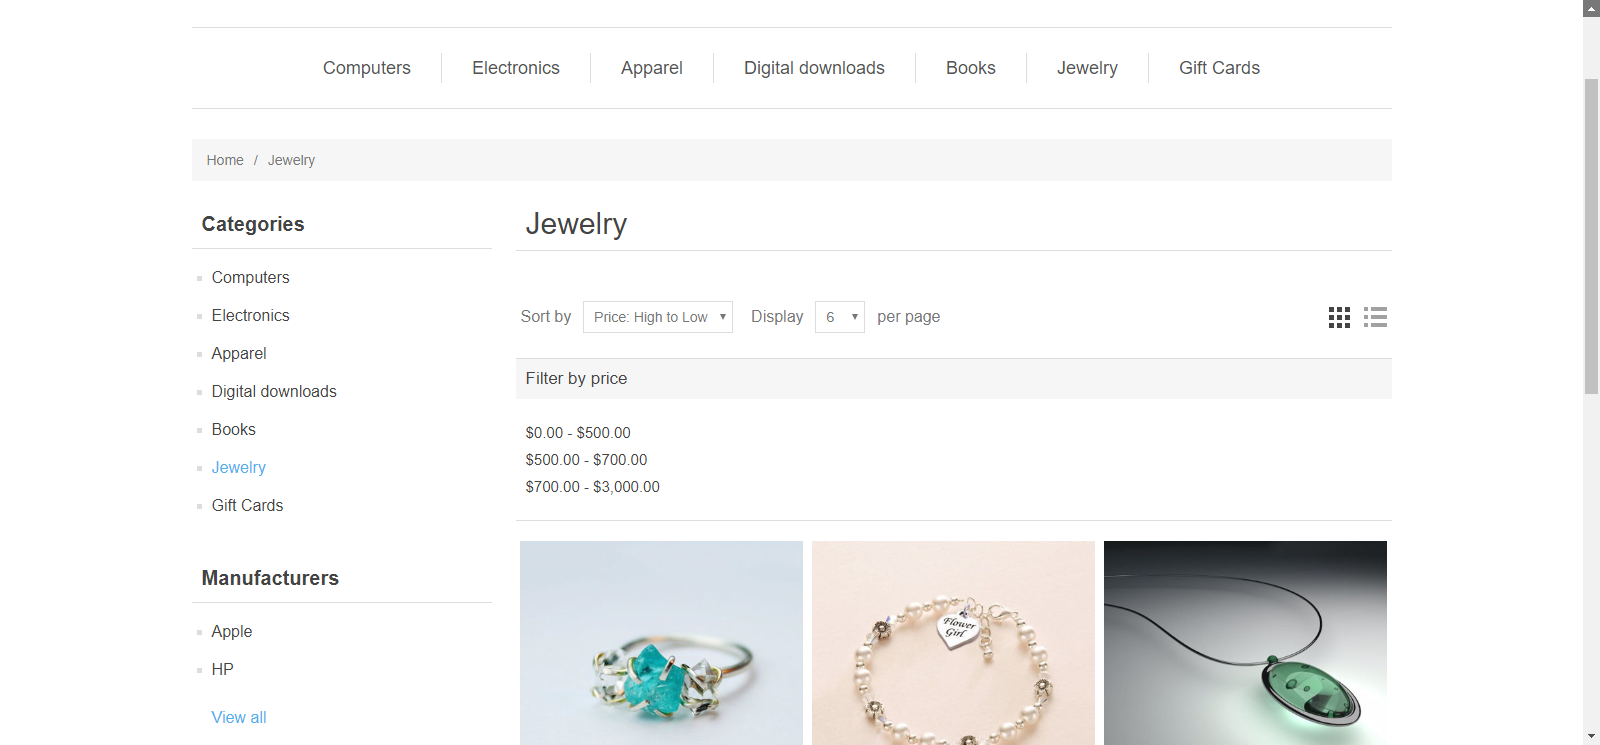 Computers
Electronics
Apparel
Digital downloads
Books
Jewelry
Gift Cards
Home / Jewelry
Categories
Computers
Electronics
Apparel
Digital downloads
Books
Jewelry
Gift Cards
Manufacturers
Apple
HP
View all
Jewelry
Sort by Price: High to Low Display 6 per page
Filter by price
$0.00 - $500.00
$500.00 - $700.00
$700.00 - $3,000.00
Flower
Girl